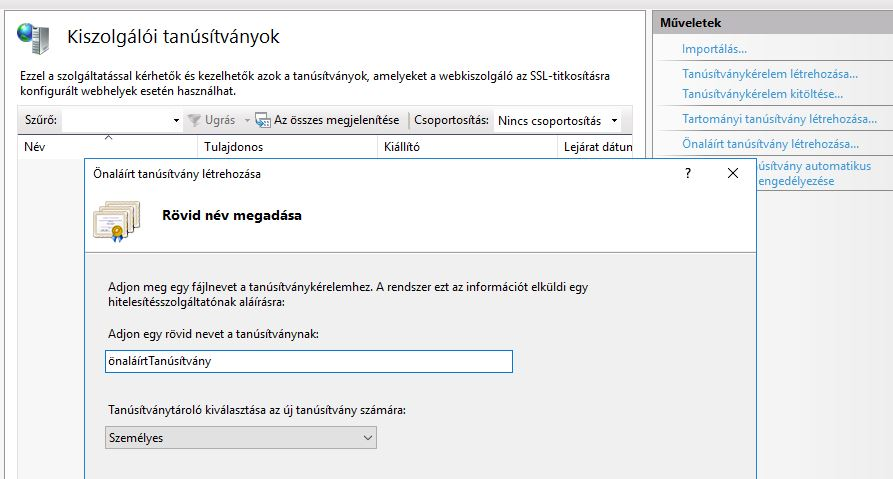 Kiszolgálói tanúsítványok
Ezzel a szolgáltatással kérhetők és kezelhetők azok a tanúsítványok, amelyeket a webkiszolgáló az SSL-titkosításra
konfigurált webhelyek esetén használhat.
Szűrő:
Ugrás
Az összes megjelenítése
Csoportosítás:
Nincs csoportosítás
Név
Tulajdonos
Kiállító
Lejárat dátun
Önaláírt tanúsítvány létrehozása
?
Rövid név megadása
Adjon meg egy fájlnevet a tanúsítványkérelemhez. A rendszer ezt az információt elküldi egy
hitelesítésszolgáltatónak aláírásra:
Adjon egy rövid nevet a tanúsítványnak:
önaláírtTanúsítvány
Tanúsítványtároló kiválasztása az új tanúsítvány számára:
Személyes
Műveletek
Importálás...
Tanúsítványkérelem létrehozása...
Tanúsítványkérelem kitöltése...
Tartományi tanúsítvány létrehozása...
Önaláírt tanúsítvány létrehozása...
úsítvány automatikus
engedélyezése